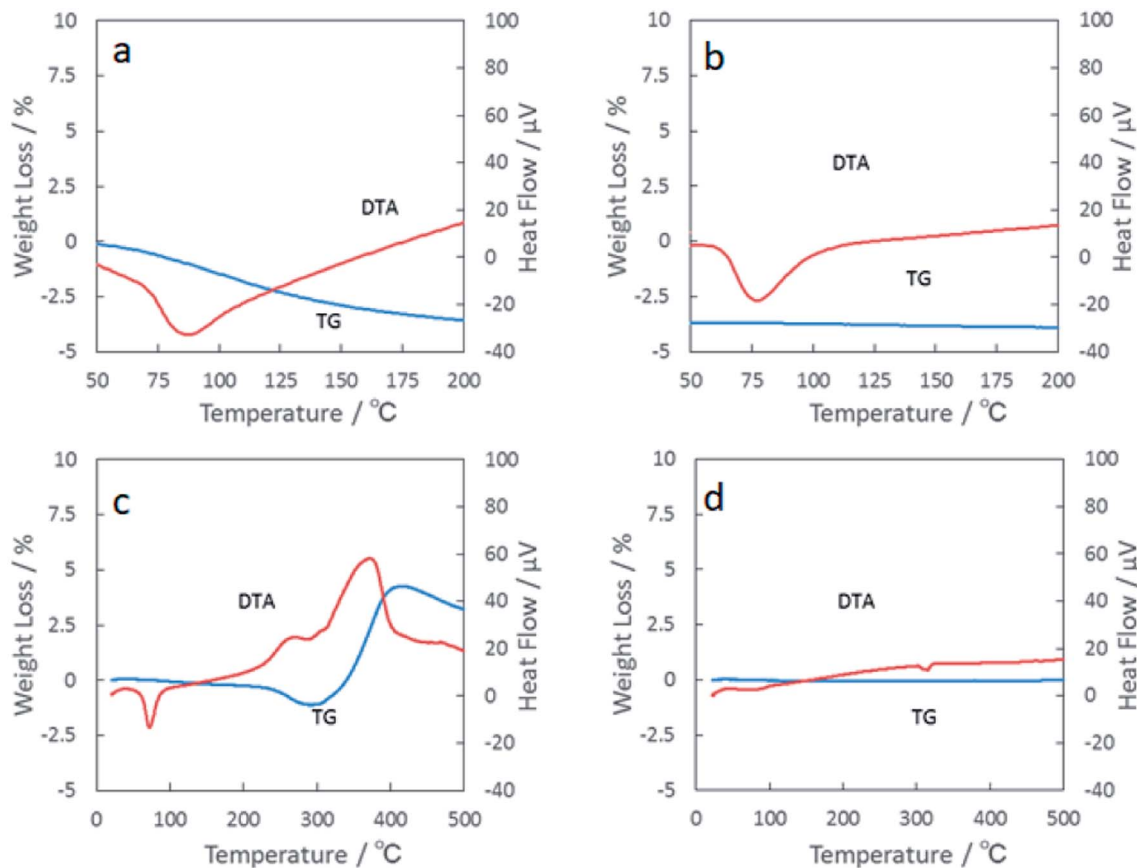 a
10
7.5
5
2.5
0
-2.5
-5
Weight Loss / %
DTA
TG
100
80
60
40
20
0
-20
-40
Heat Flow / µV
50 75 100 125 150 175 200
Temperature / °C
b
10
7.5
5
2.5
0
-2.5
-5
Weight Loss / %
DTA
TG
100
80
60
40
20
0
-20
-40
Heat Flow / µV
50 75 100 125 150 175 200
Temperature / °C
c
10
7.5
5
2.5
0
-2.5
-5
Weight Loss / %
DTA
TG
100
80
60
40
20
0
-20
-40
Heat Flow / µV
0 100 200 300 400 500
Temperature / °C
d
10
7.5
5
2.5
0
-2.5
-5
Weight Loss / %
DTA
TG
100
80
60
40
20
0
-20
-40
Heat Flow / µV
0 100 200 300 400 500
Temperature / °C